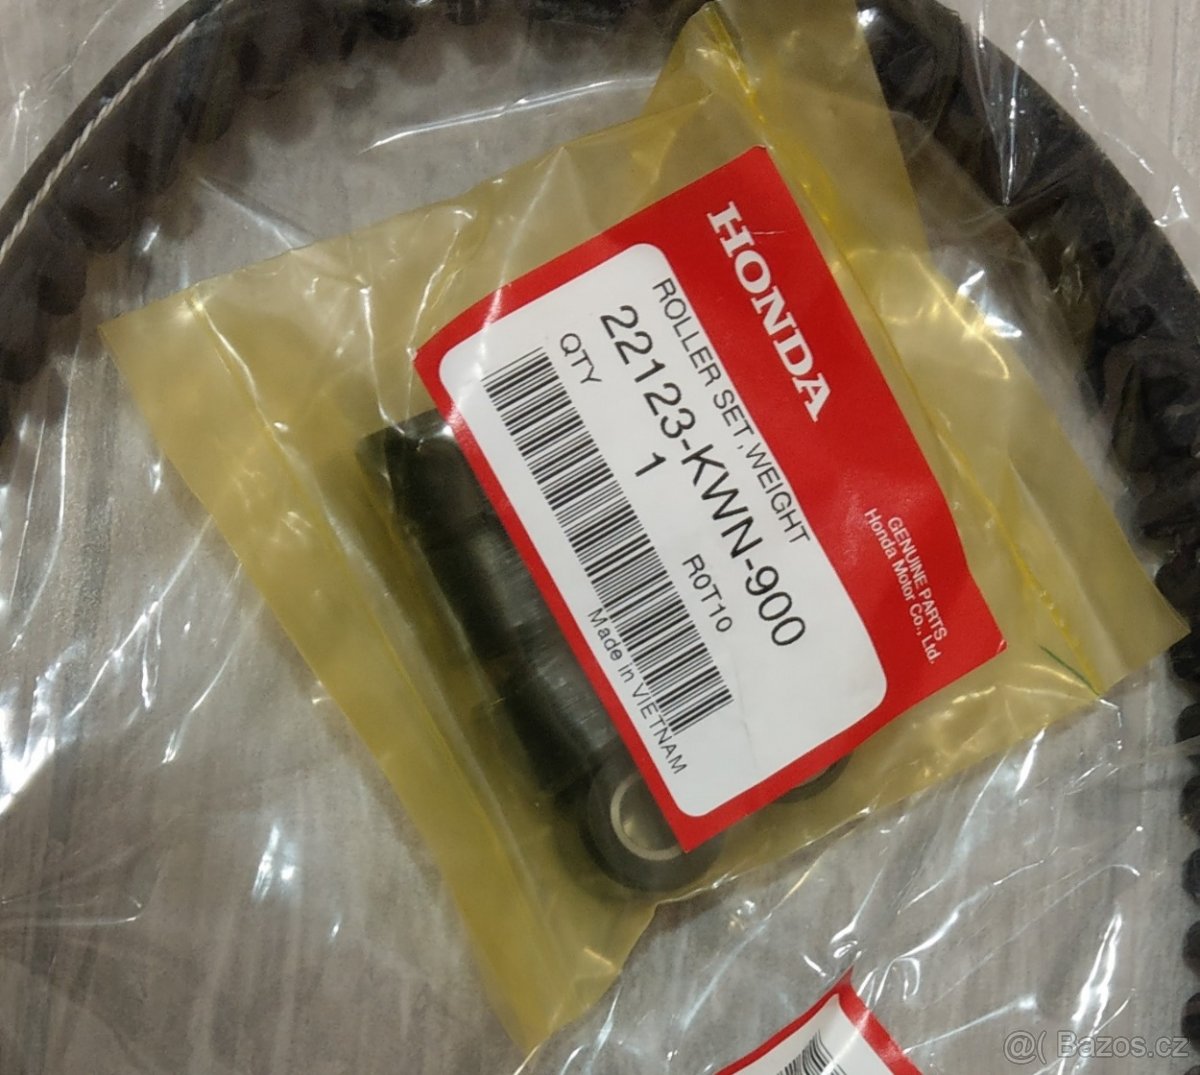 HONDA
GENUINE PARTS
Honda Motor Co., Ltd.
ROLLER SET,WEIGHT
22123-KWN-900
QTY 1 R0T10
Made in VIETNAM
@( Bazos.cz